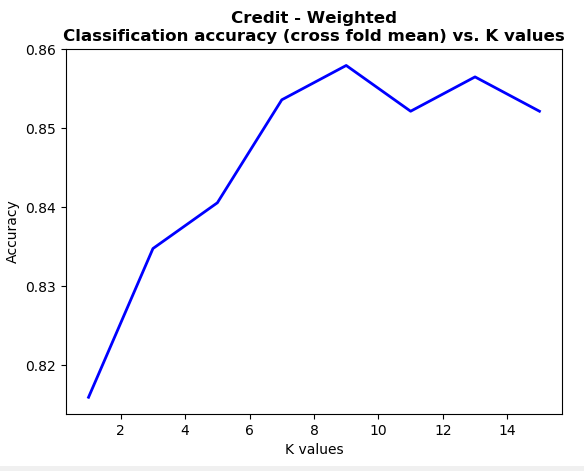 Credit - Weighted
Classification accuracy (cross fold mean) vs. K values
0.86
0.85
0.84
0.83
0.82
Accuracy
2 4 6 8 10 12 14
K values